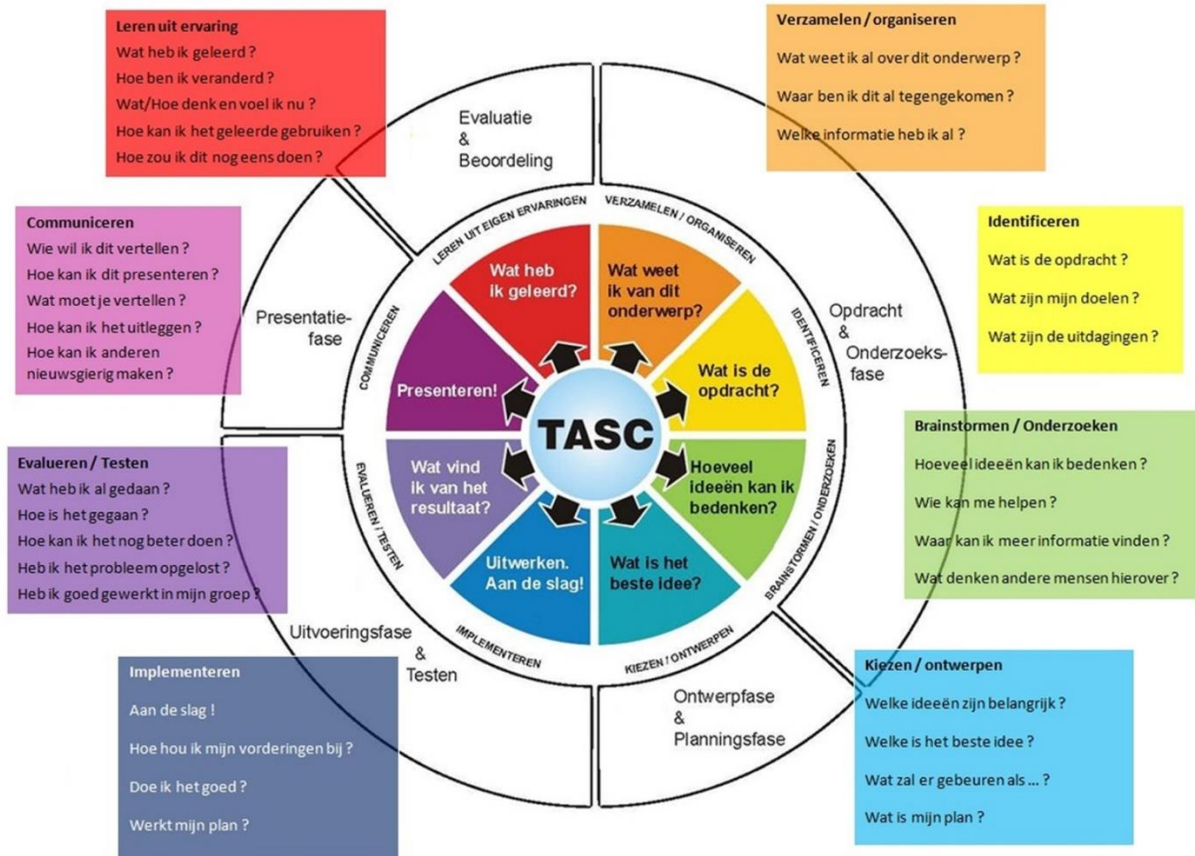 Leren uit ervaring
Wat heb ik geleerd ?
Hoe ben ik veranderd ?
Wat/Hoe denk en voel ik nu ?
Hoe kan ik het geleerde gebruiken ?
Hoe zou ik dit nog eens doen ?
Verzamelen / organiseren
Wat weet ik al over dit onderwerp ?
Waar ben ik dit al tegengekomen ?
Welke informatie heb ik al ?
Communiceren
Wie wil ik dit vertellen ?
Hoe kan ik dit presenteren ?
Wat moet je vertellen ?
Hoe kan ik het uitleggen ?
Hoe kan ik anderen
nieuwsgierig maken ?
Identificeren
Wat is de opdracht ?
Wat zijn mijn doelen ?
Wat zijn de uitdagingen ?
Evalueren / Testen
Wat heb ik al gedaan ?
Hoe is het gegaan ?
Hoe kan ik het nog beter doen ?
Heb ik het probleem opgelost ?
Heb ik goed gewerkt in mijn groep ?
Brainstormen / Onderzoeken
Hoeveel ideeën kan ik bedenken ?
Wie kan me helpen ?
Waar kan ik meer informatie vinden ?
Wat denken andere mensen hierover ?
Implementeren
Aan de slag !
Hoe hou ik mijn vorderingen bij ?
Doe ik het goed ?
Werkt mijn plan ?
Kiezen / ontwerpen
Welke ideeën zijn belangrijk ?
Welke is het beste idee ?
Wat zal er gebeuren als ... ?
Wat is mijn plan ?
Evaluatie
&
Beoordeling
Opdracht
&
Onderzoeks-
fase
Ontwerpfase
&
Planningsfase
Uitvoeringsfase
&
Testen
Presentatie-
fase
LEREN UIT EIGEN ERVARINGEN
VERZAMELEN / ORGANISEREN
IDENTIFICEREN
BRAINSTORMEN / ONDERZOEKEN
KIEZEN / ONTWERPEN
IMPLEMENTEREN
EVALUEREN / TESTEN
COMMUNICEREN
Wat heb
ik geleerd?
Wat weet
ik van dit
onderwerp?
Wat is de
opdracht?
Hoeveel
ideeën kan ik
bedenken?
Wat is het
beste idee?
Uitwerken.
Aan de slag!
Wat vind
ik van het
resultaat?
Presenteren!
TASC